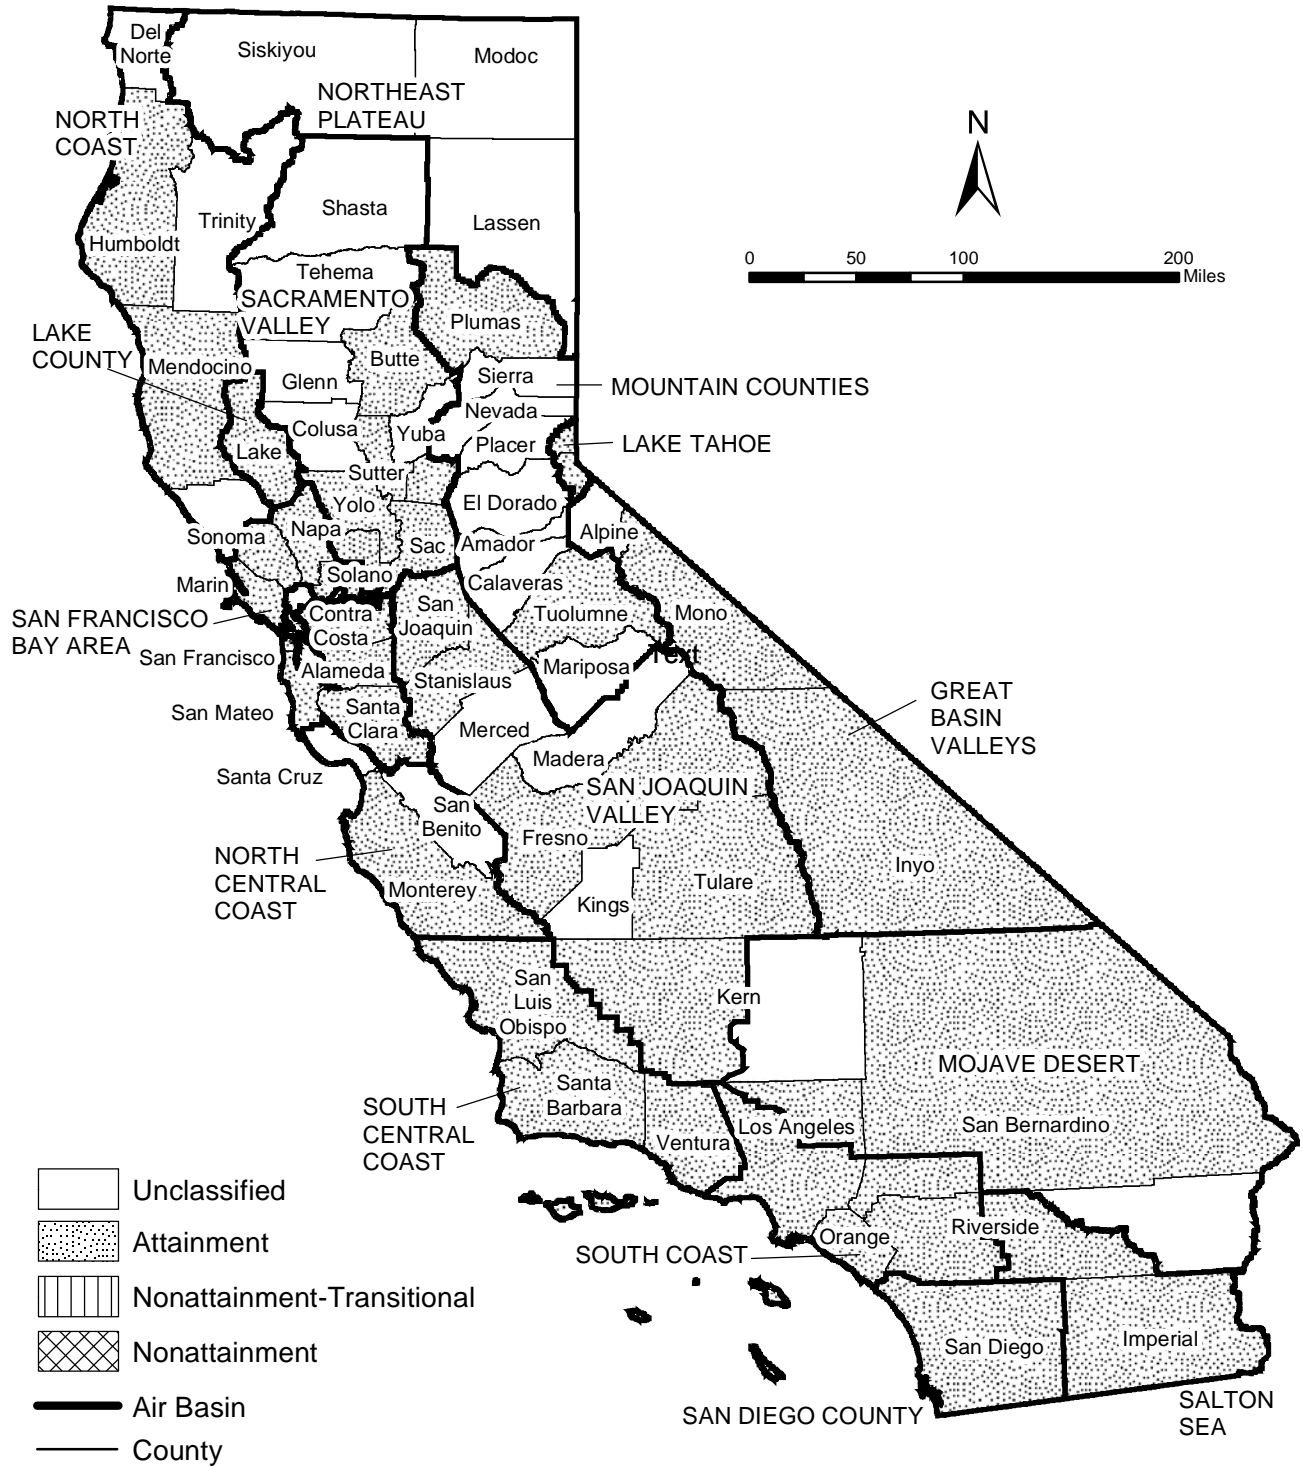 Del
Norte
Siskiyou
Modoc
NORTHEAST
PLATEAU
NORTH
COAST
N
Shasta
Trinity
Lassen
Humboldt
0 50 100 200
Miles
Tehema
SACRAMENTO
VALLEY
Plumas
LAKE
COUNTY
Mendocino
Butte
Glenn
Sierra
MOUNTAIN COUNTIES
Nevada
Colusa
Yuba
Placer
LAKE TAHOE
Lake
Sutter
Yolo
El Dorado
Napa
Sonoma
Sac
Amador
Alpine
Marin
Solano
Calaveras
SAN FRANCISCO
BAY AREA
Contra
Costa
San
Joaquin
Tuolumne
Mono
San Francisco
Alameda
Stanislaus
Mariposa
Text
GREAT
BASIN
VALLEYS
San Mateo
Santa
Clara
Merced
Madera
Santa Cruz
San
Benito
SAN JOAQUIN
VALLEY
Fresno
NORTH
CENTRAL
COAST
Monterey
Kings
Tulare
Inyo
San
Luis
Obispo
Kern
MOJAVE DESERT
Santa
Barbara
SOUTH
CENTRAL
COAST
Ventura
Los Angeles
San Bernardino
Orange
Riverside
SOUTH COAST
San Diego
Imperial
SAN DIEGO COUNTY
SALTON
SEA
Unclassified
Attainment
Nonattainment-Transitional
Nonattainment
Air Basin
County